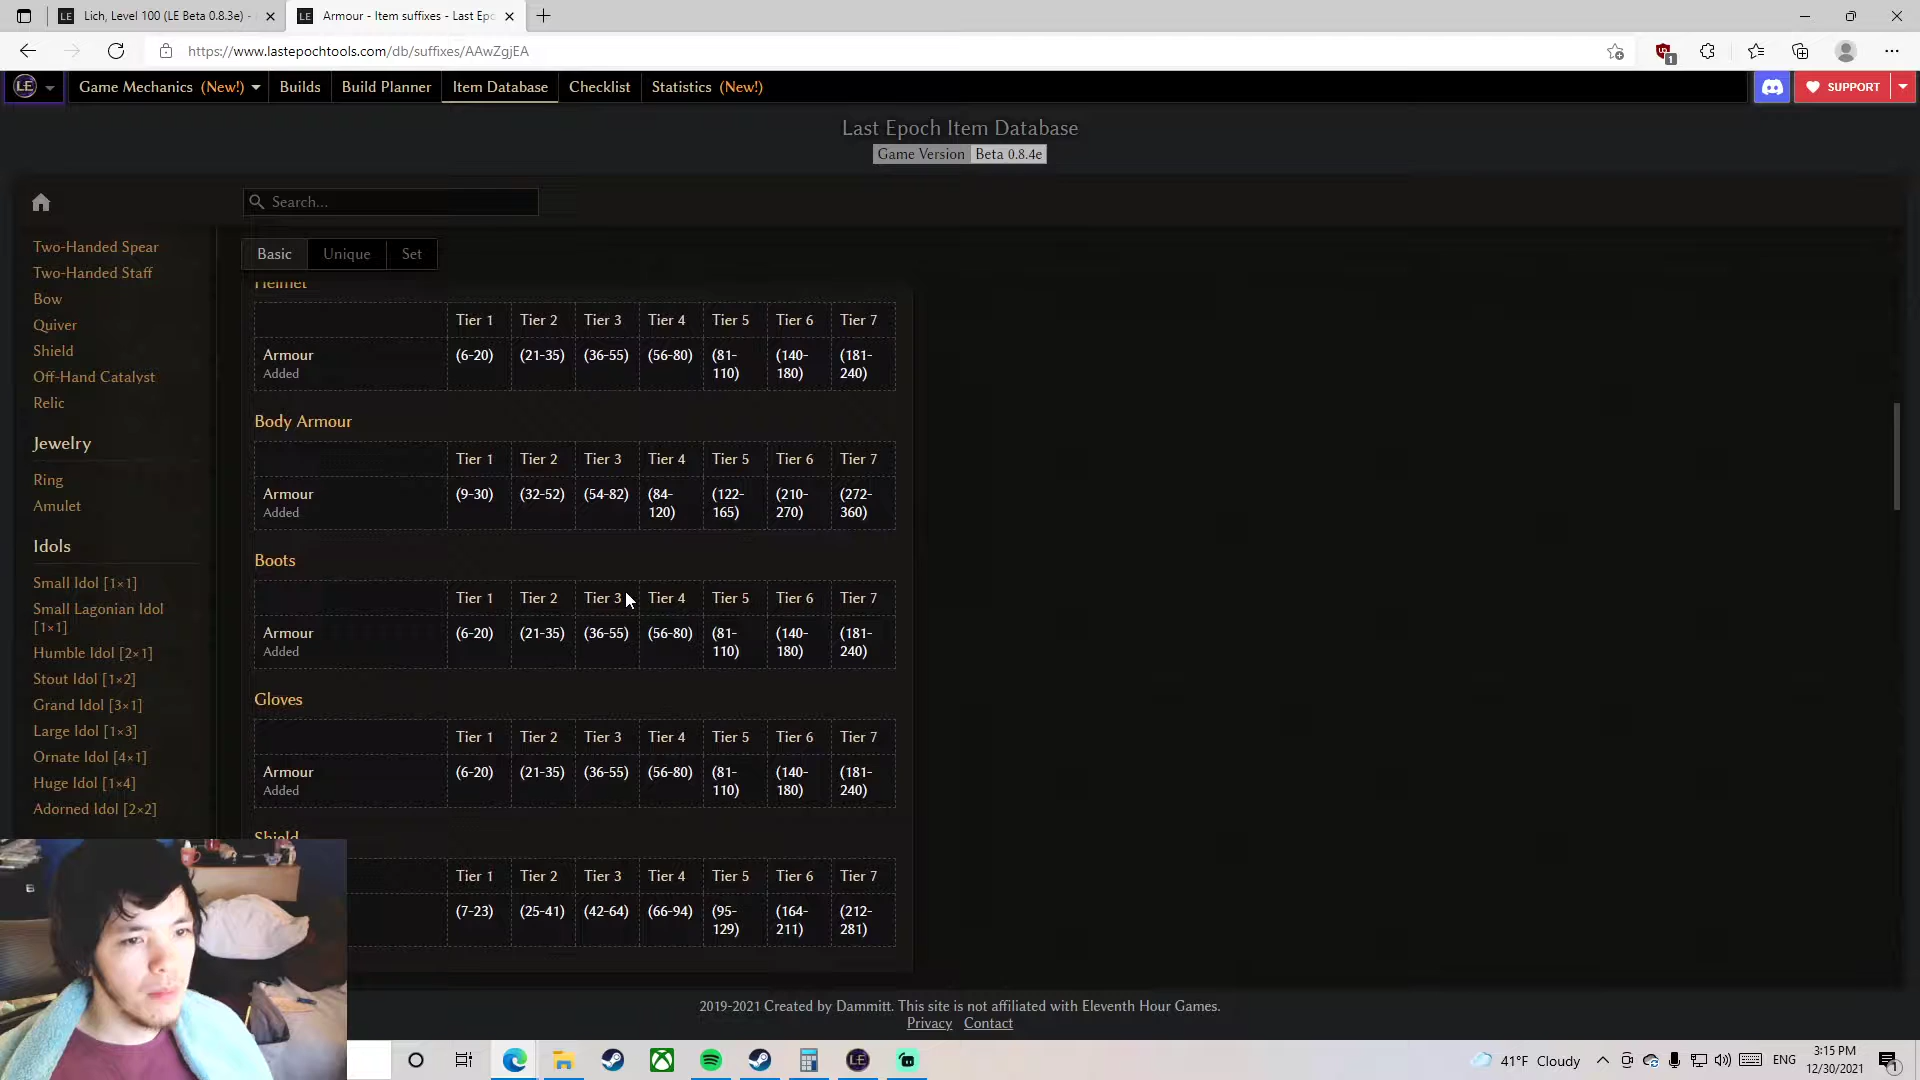 Lich, Level 100 (LE Beta 0.8.3e) -
Armour - Item suffixes - Last Epo
https://www.lastepochtools.com/db/suffixes/AAwZgjEA
1
LE
Game Mechanics (New!)
Builds
Build Planner
Item Database
Checklist
Statistics (New!)
SUPPORT
Last Epoch Item Database
Game Version Beta 0.8.4e
Search...
Basic
Unique
Set
Two-Handed Spear
Two-Handed Staff
Bow
Quiver
Shield
Off-Hand Catalyst
Relic
Jewelry
Ring
Amulet
Idols
Small Idol [1×1]
Small Lagonian Idol
[1×1]
Humble Idol [2×1]
Stout Idol [1×2]
Grand Idol [3×1]
Large Idol [1×3]
Ornate Idol [4×1]
Huge Idol [1×4]
Adorned Idol [2×2]
Helmet
Tier 1 Tier 2 Tier 3 Tier 4 Tier 5 Tier 6 Tier 7
Armour (6-20) (21-35) (36-55) (56-80) (81- (140- (181-
Added 110) 180) 240)
Body Armour
Tier 1 Tier 2 Tier 3 Tier 4 Tier 5 Tier 6 Tier 7
Armour (9-30) (32-52) (54-82) (84- (122- (210- (272-
Added 120) 165) 270) 360)
Boots
Tier 1 Tier 2 Tier 3 Tier 4 Tier 5 Tier 6 Tier 7
Armour (6-20) (21-35) (36-55) (56-80) (81- (140- (181-
Added 110) 180) 240)
Gloves
Tier 1 Tier 2 Tier 3 Tier 4 Tier 5 Tier 6 Tier 7
Armour (6-20) (21-35) (36-55) (56-80) (81- (140- (181-
Added 110) 180) 240)
Shield
Tier 1 Tier 2 Tier 3 Tier 4 Tier 5 Tier 6 Tier 7
(7-23) (25-41) (42-64) (66-94) (95- (164- (212-
129) 211) 281)
2019-2021 Created by Dammitt. This site is not affiliated with Eleventh Hour Games.
Privacy Contact
41°F Cloudy
ENG
3:15 PM
12/30/2021
1